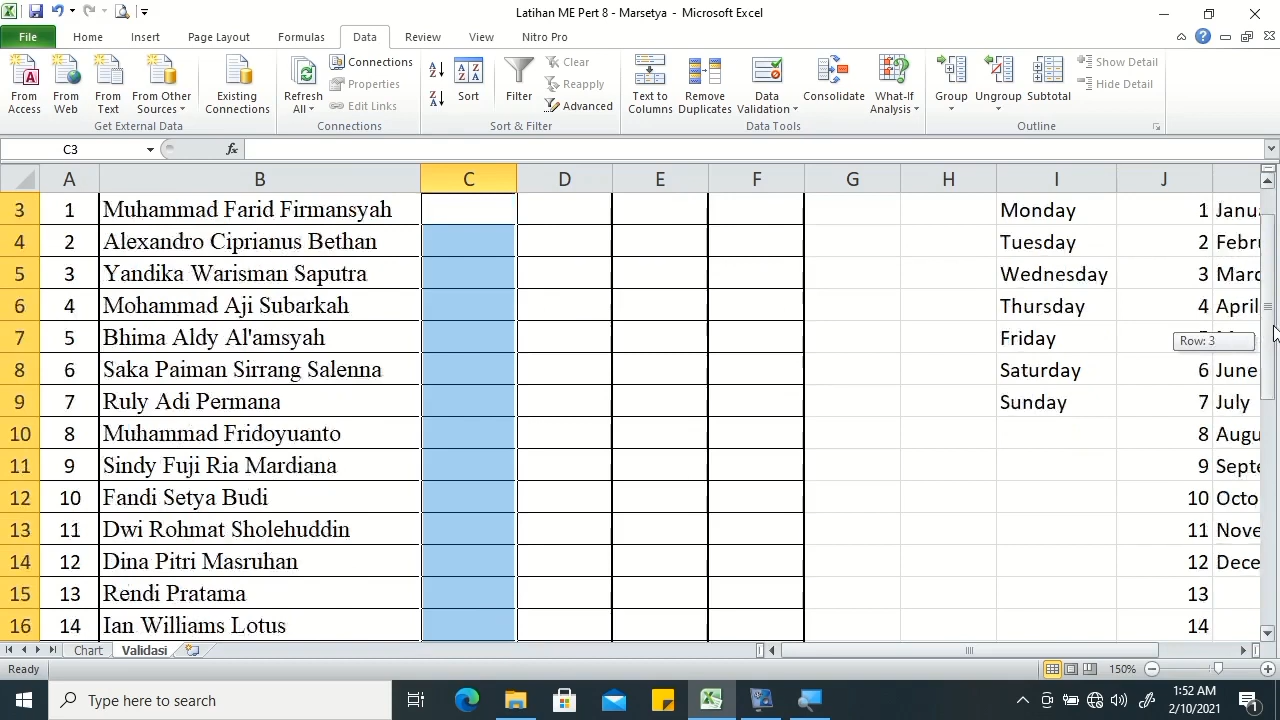 Latihan ME Pert 8 - Marsetya - Microsoft Excel
File Home Insert Page Layout Formulas Data Review View Nitro Pro
From Access
From Web
From Text
From Other Sources
Existing Connections
Get External Data
Refresh All
Connections
Properties
Edit Links
Connections
Sort
Filter
Clear
Reapply
Advanced
Sort & Filter
Text to Columns
Remove Duplicates
Data Validation
Consolidate
What-If Analysis
Data Tools
Group
Ungroup
Subtotal
Show Detail
Hide Detail
Outline
C3 fx
A B C D E F G H I J
3 1 Muhammad Farid Firmansyah Monday 1 Janua
4 2 Alexandro Ciprianus Bethan Tuesday 2 Febru
5 3 Yandika Warisman Saputra Wednesday 3 Marc
6 4 Mohammad Aji Subarkah Thursday 4 April
7 5 Bhima Aldy Al'amsyah Friday
Row: 3
8 6 Saka Paiman Sirrang Salenna Saturday 6 June
9 7 Ruly Adi Permana Sunday 7 July
10 8 Muhammad Fridoyuanto 8 Augu
11 9 Sindy Fuji Ria Mardiana 9 Septe
12 10 Fandi Setya Budi 10 Octo
13 11 Dwi Rohmat Sholehuddin 11 Nove
14 12 Dina Pitri Masruhan 12 Dece
15 13 Rendi Pratama 13
16 14 Ian Williams Lotus 14
Chart Validasi
Ready 150%
Type here to search
1:52 AM
2/10/2021
1